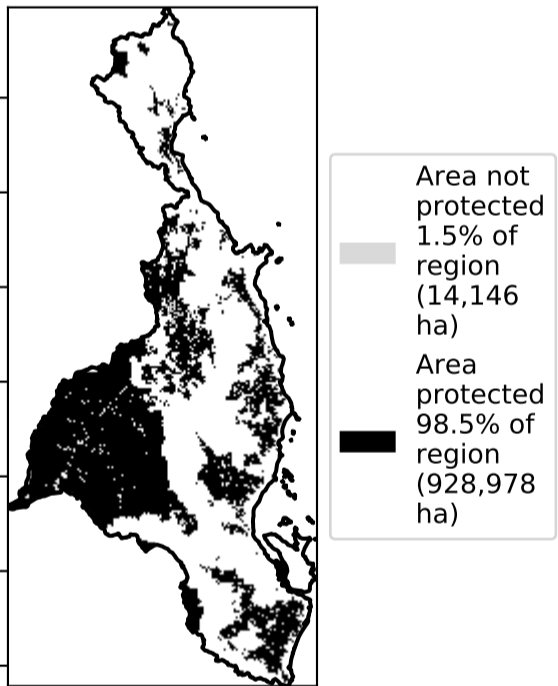 Area not
protected
1.5% of
region
(14,146
ha)
Area
protected
98.5% of
region
(928,978
ha)